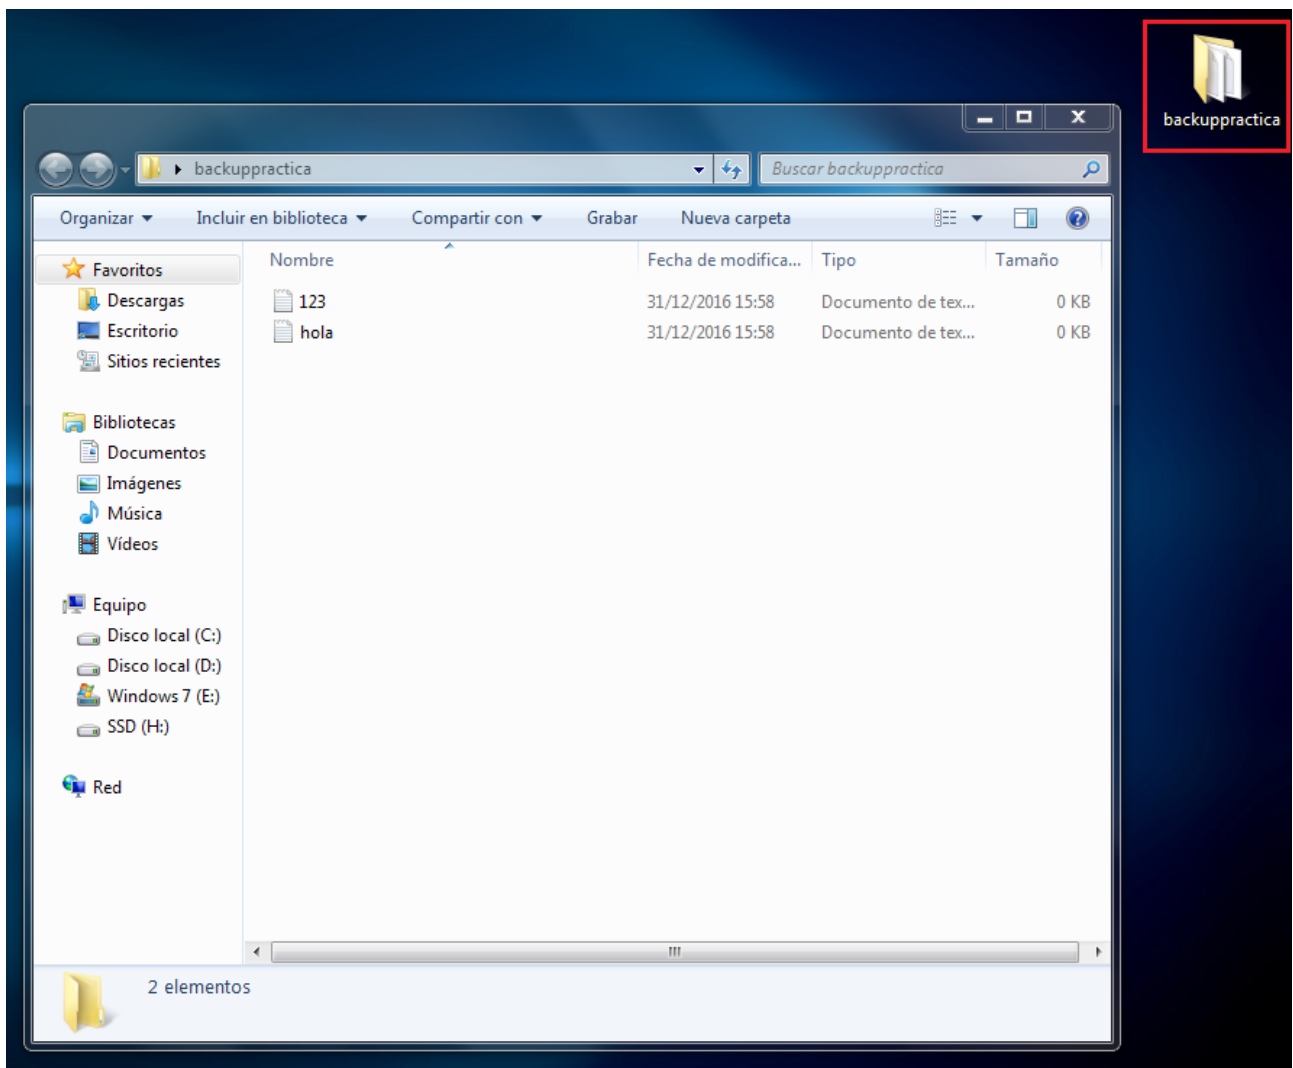 backuppractica
backuppractica
Buscar backuppractica
Organizar Incluir en biblioteca Compartir con Grabar Nueva carpeta
Nombre Fecha de modifica... Tipo Tamaño
123 31/12/2016 15:58 Documento de tex... 0 KB
hola 31/12/2016 15:58 Documento de tex... 0 KB
Favoritos
Descargas
Escritorio
Sitios recientes
Bibliotecas
Documentos
Imágenes
Música
Vídeos
Equipo
Disco local (C:)
Disco local (D:)
Windows 7 (E:)
SSD (H:)
Red
2 elementos